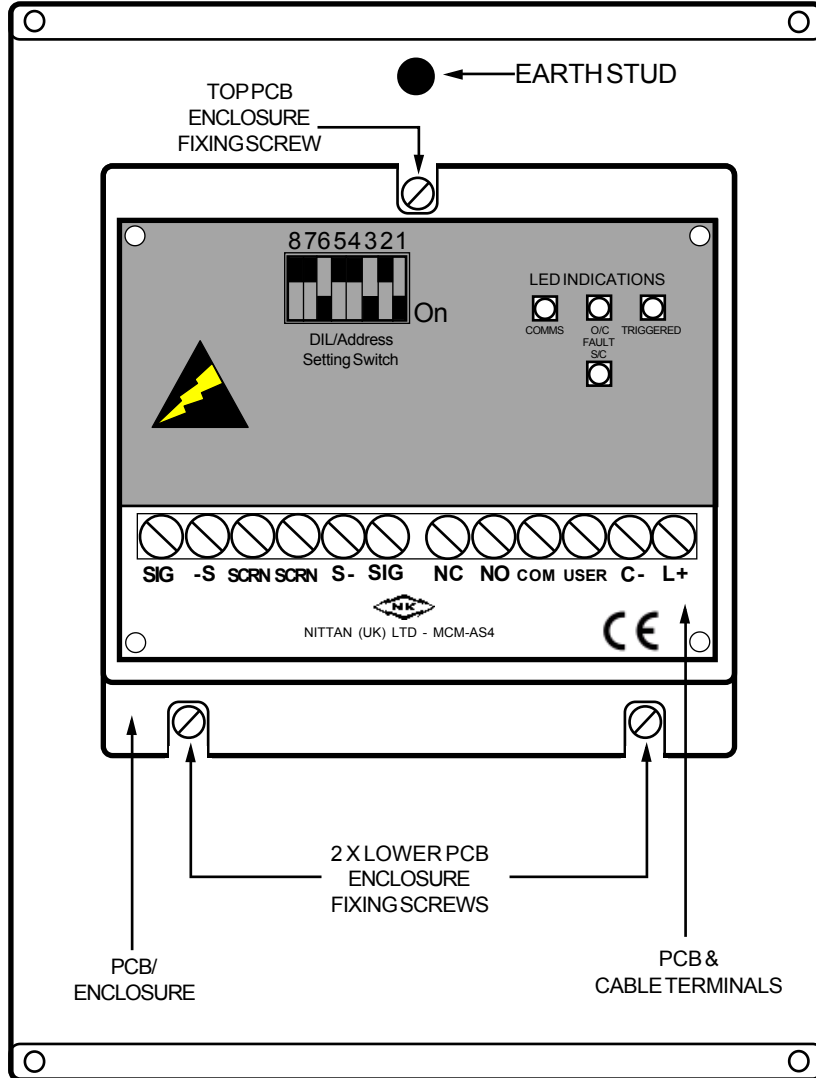 EARTH STUD
TOP PCB
ENCLOSURE
FIXING SCREW
87654321
On
DIL/Address
Setting Switch
LED INDICATIONS
COMMS
O/C
FAULT
S/C
TRIGGERED
SIG -S SCRN SCRN S- SIG NC NO COM USER C- L+
NK
NITTAN (UK) LTD - MCM-AS4
CE
2 X LOWER PCB
ENCLOSURE
FIXING SCREWS
PCB/
ENCLOSURE
PCB &
CABLE TERMINALS